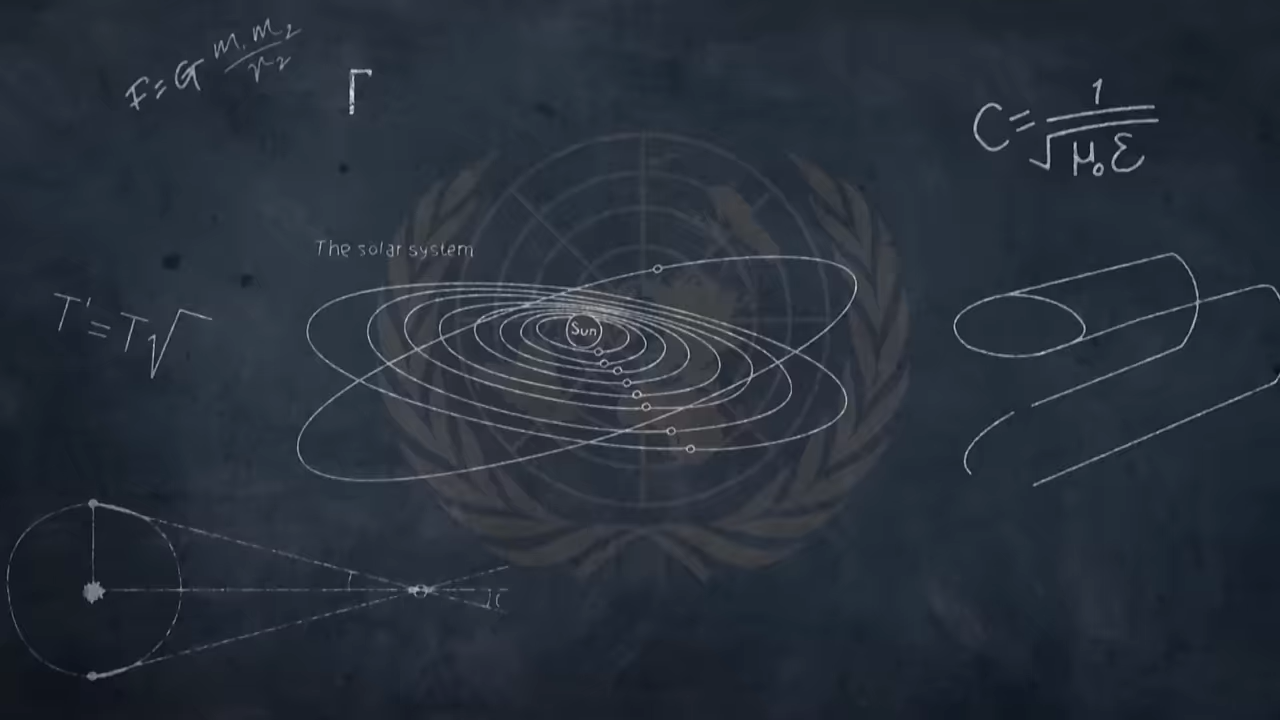 F=G m₁m₂/r²
Γ
C=1/√μ₀ε
The solar system
Sun
T'=T√